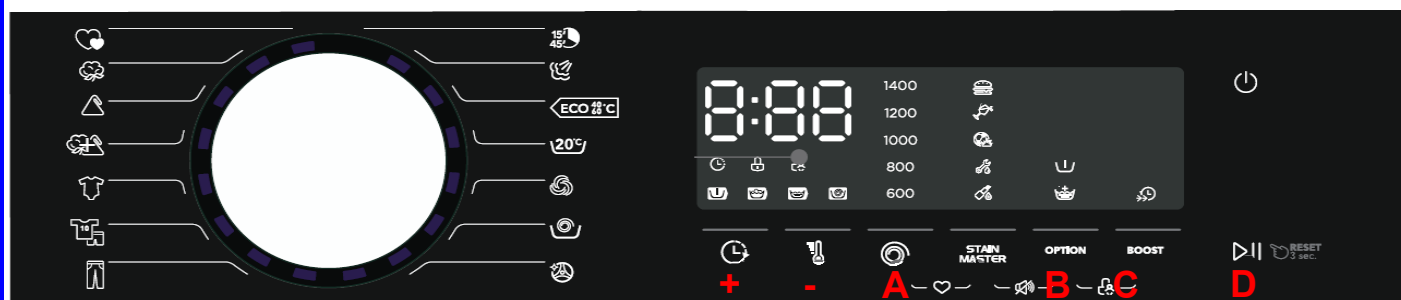 15'
45'
ECO 40 60 °C
20°C
10
8:88
1400
1200
1000
800
600
STAIN
MASTER
OPTION
BOOST
RESET
3 sec.
+
-
A
B
C
D